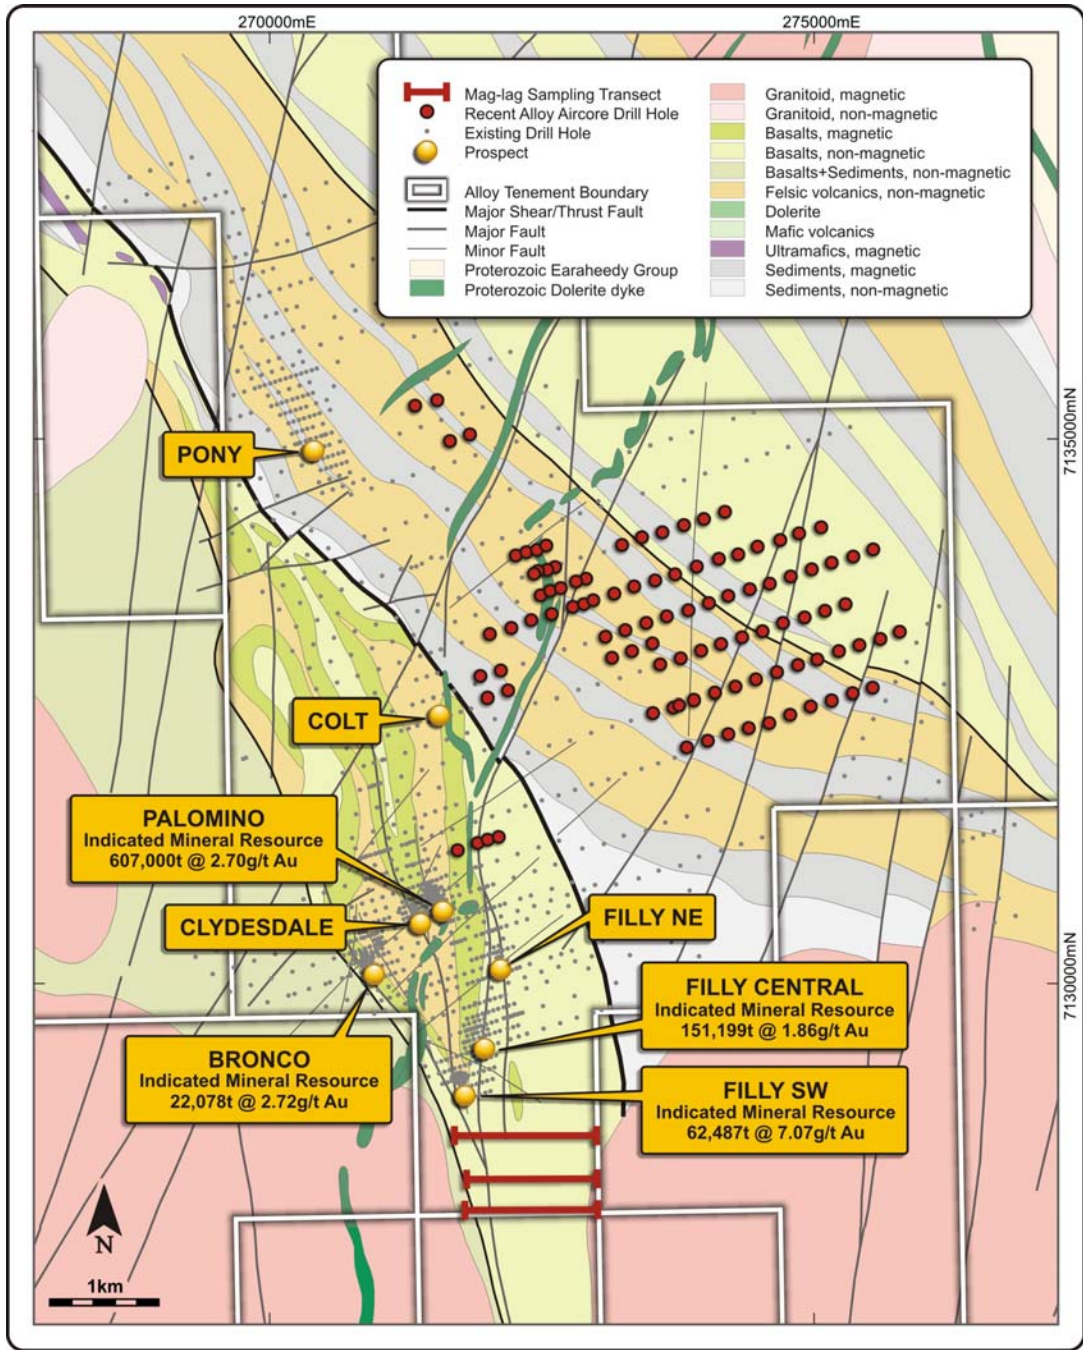 270000mE
275000mE
Mag-lag Sampling Transect
Recent Alloy Aircore Drill Hole
Existing Drill Hole
Prospect
Alloy Tenement Boundary
Major Shear/Thrust Fault
Major Fault
Minor Fault
Proterozoic Earaheedy Group
Proterozoic Dolerite dyke
Granitoid, magnetic
Granitoid, non-magnetic
Basalts, magnetic
Basalts, non-magnetic
Basalts+Sediments, non-magnetic
Felsic volcanics, non-magnetic
Dolerite
Mafic volcanics
Ultramafics, magnetic
Sediments, magnetic
Sediments, non-magnetic
7135000mN
PONY
COLT
PALOMINO
Indicated Mineral Resource
607,000t @ 2.70g/t Au
CLYDESDALE
FILLY NE
7130000mN
FILLY CENTRAL
Indicated Mineral Resource
151,199t @ 1.86g/t Au
BRONCO
Indicated Mineral Resource
22,078t @ 2.72g/t Au
FILLY SW
Indicated Mineral Resource
62,487t @ 7.07g/t Au
N
1km